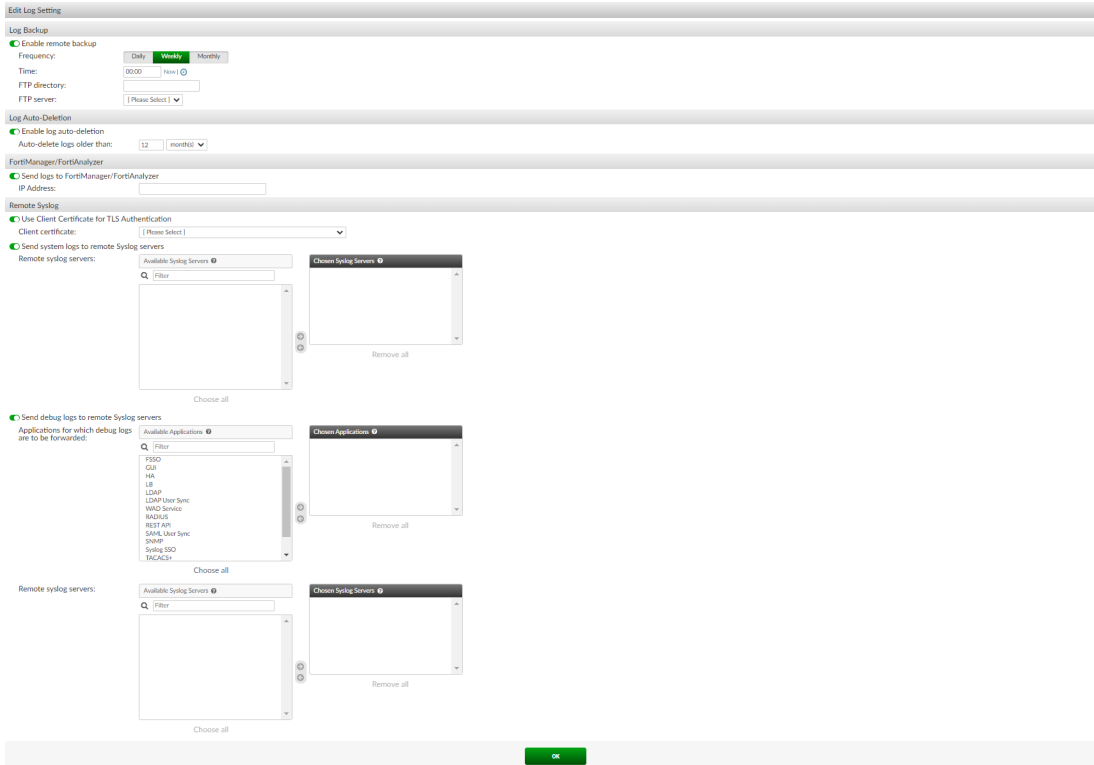 Edit Log Setting
Log Backup
Enable remote backup
Frequency: Daily Weekly Monthly
Time: 00:00 Now |
FTP directory:
FTP server: [ Please Select ]
Log Auto-Deletion
Enable log auto-deletion
Auto-delete logs older than: 12 month(s)
FortiManager/FortiAnalyzer
Send logs to FortiManager/FortiAnalyzer
IP Address:
Remote Syslog
Use Client Certificate for TLS Authentication
Client certificate: [ Please Select ]
Send system logs to remote Syslog servers
Remote syslog servers: Available Syslog Servers ? Chosen Syslog Servers ?
Filter
Remove all
Choose all
Send debug logs to remote Syslog servers
Applications for which debug logs are to be forwarded: Available Applications ? Chosen Applications ?
Filter
FSSO
GUI
HA
LB
LDAP
LDAP User Sync
WAD Service
RADIUS
REST API
SAML User Sync
SNMP
Syslog SSO
TACACS+
Remove all
Choose all
Remote syslog servers: Available Syslog Servers ? Chosen Syslog Servers ?
Filter
Remove all
Choose all
OK